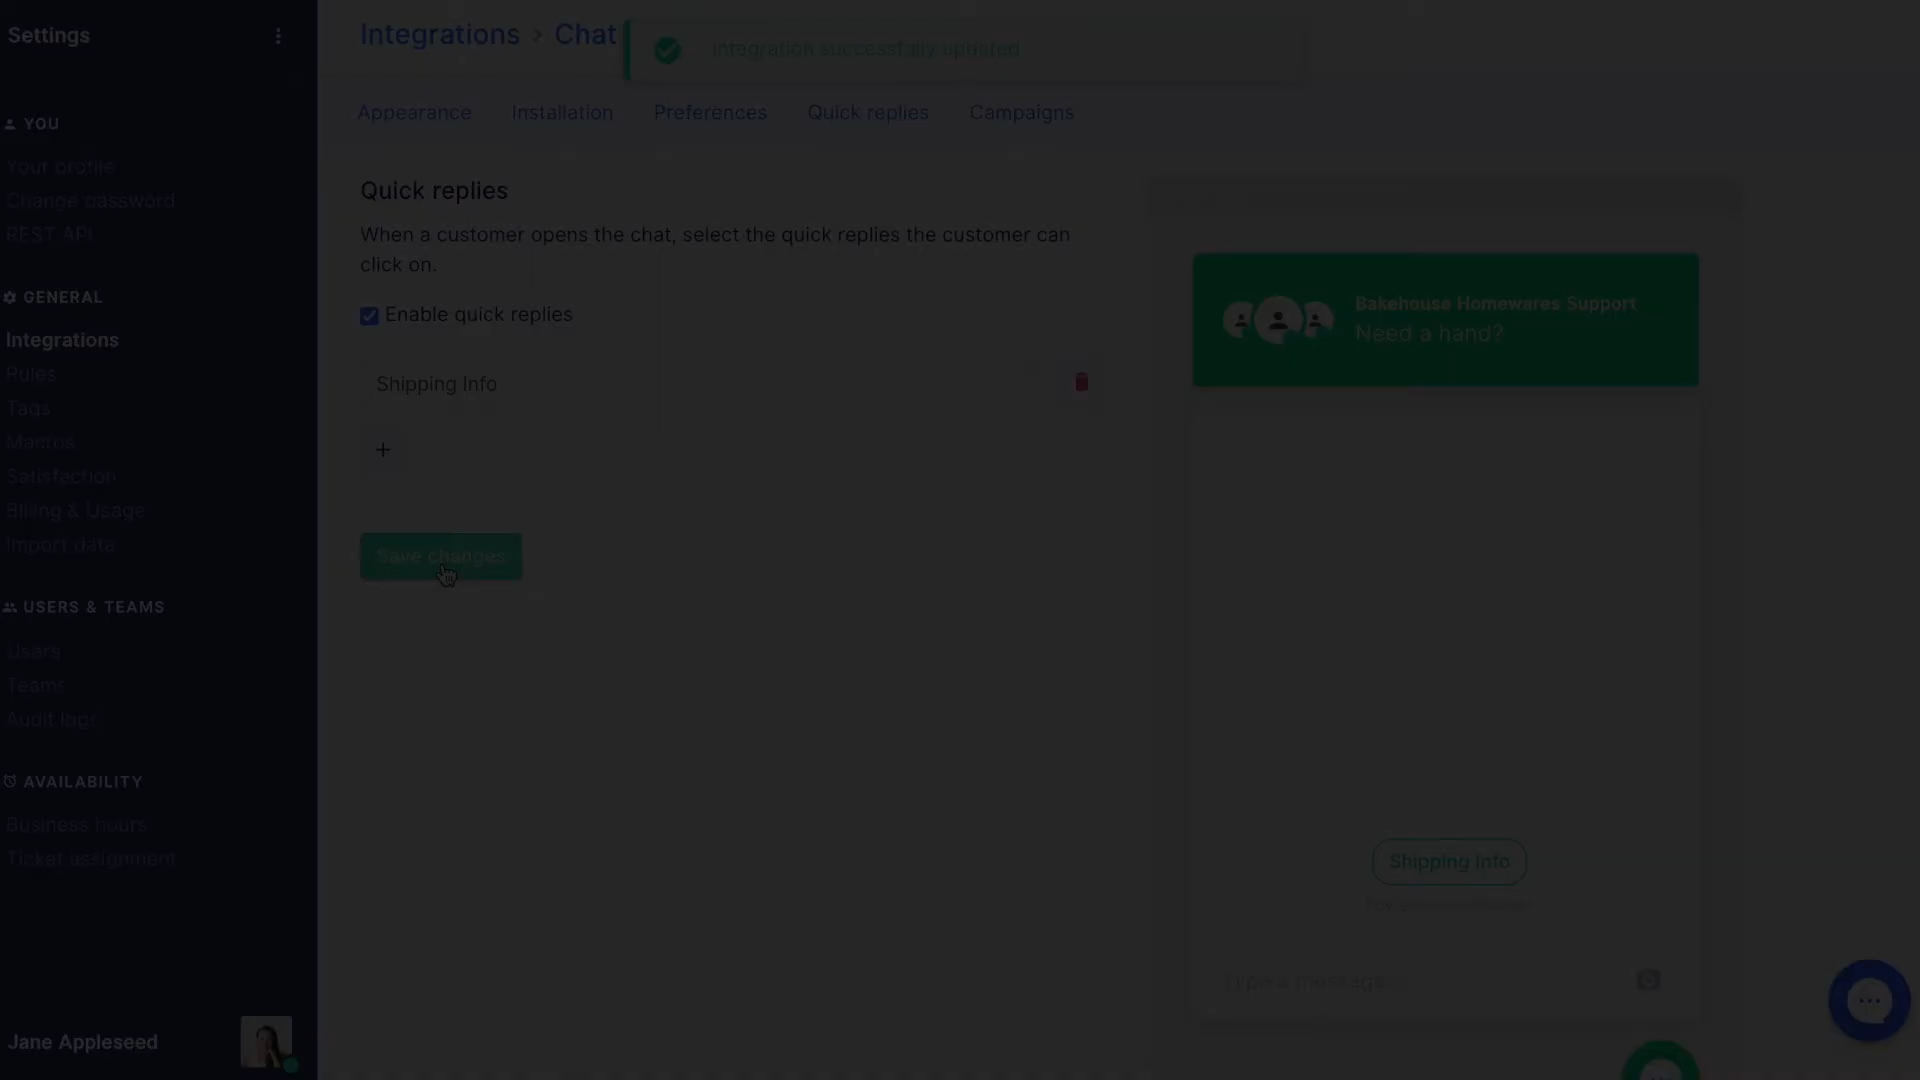 Settings
YOU
Your profile
Change password
REST API
GENERAL
Integrations
Rules
Tags
Macros
Satisfaction
Billing & Usage
Import data
USERS & TEAMS
Users
Teams
Audit logs
AVAILABILITY
Business hours
Ticket assignment
Jane Appleseed
Integrations > Chat
Integration successfully updated
Appearance Installation Preferences Quick replies Campaigns
Quick replies
When a customer opens the chat, select the quick replies the customer can
click on.
Enable quick replies
Shipping Info
+
Save changes
Bakehouse Homewares Support
Need a hand?
Shipping Info
Type a message...